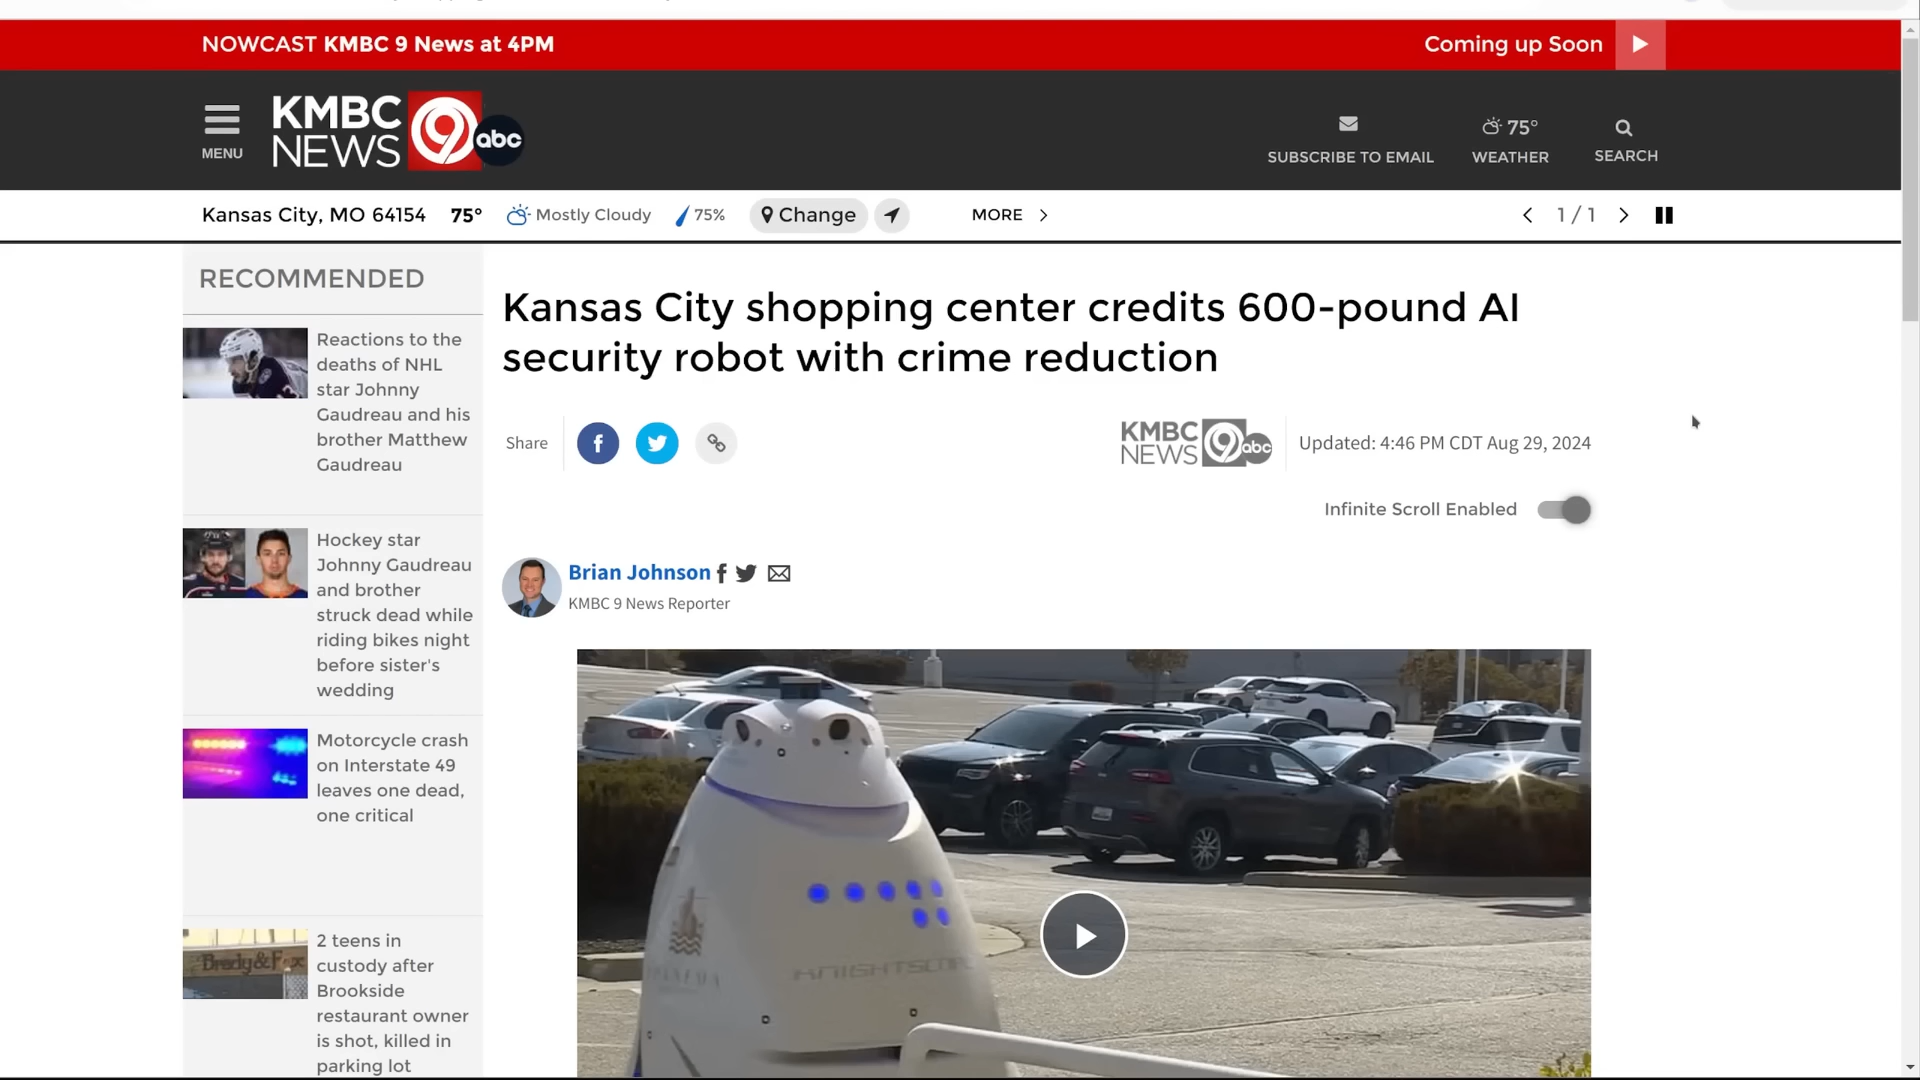 NOWCAST KMBC 9 News at 4PM
Coming up Soon
MENU
KMBC
NEWS
9
abc
SUBSCRIBE TO EMAIL
75°
WEATHER
SEARCH
Kansas City, MO 64154
75°
Mostly Cloudy
75%
Change
MORE
1 / 1
RECOMMENDED
Reactions to the
deaths of NHL
star Johnny
Gaudreau and his
brother Matthew
Gaudreau
Hockey star
Johnny Gaudreau
and brother
struck dead while
riding bikes night
before sister's
wedding
Motorcycle crash
on Interstate 49
leaves one dead,
one critical
Brady & Fox
2 teens in
custody after
Brookside
restaurant owner
is shot, killed in
parking lot
Kansas City shopping center credits 600-pound AI
security robot with crime reduction
Share
KMBC
NEWS
9
abc
Updated: 4:46 PM CDT Aug 29, 2024
Infinite Scroll Enabled
Brian Johnson
KMBC 9 News Reporter
KNIGHTSCOPE